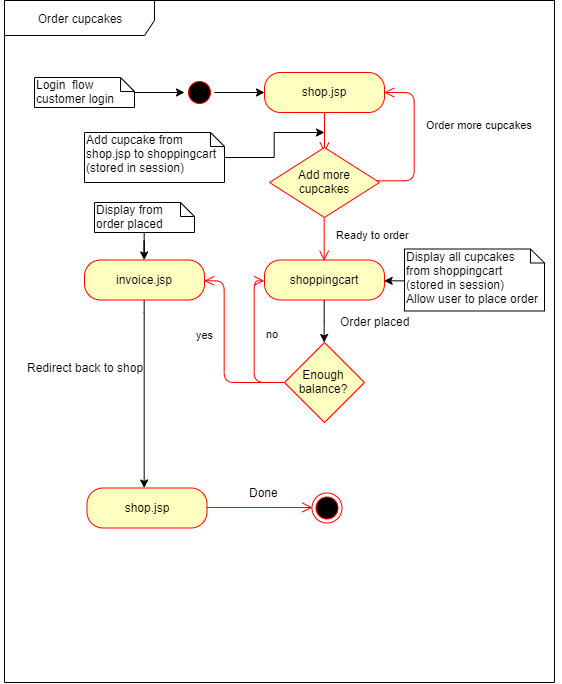 Order cupcakes
Login flow
customer login
shop.jsp
Order more cupcakes
Add cupcake from
shop.jsp to shoppingcart
(stored in session)
Add more
cupcakes
Display from
order placed
Ready to order
Display all cupcakes
from shoppingcart
(stored in session)
Allow user to place order
invoice.jsp
shoppingcart
Order placed
yes
no
Redirect back to shop
Enough
balance?
Done
shop.jsp